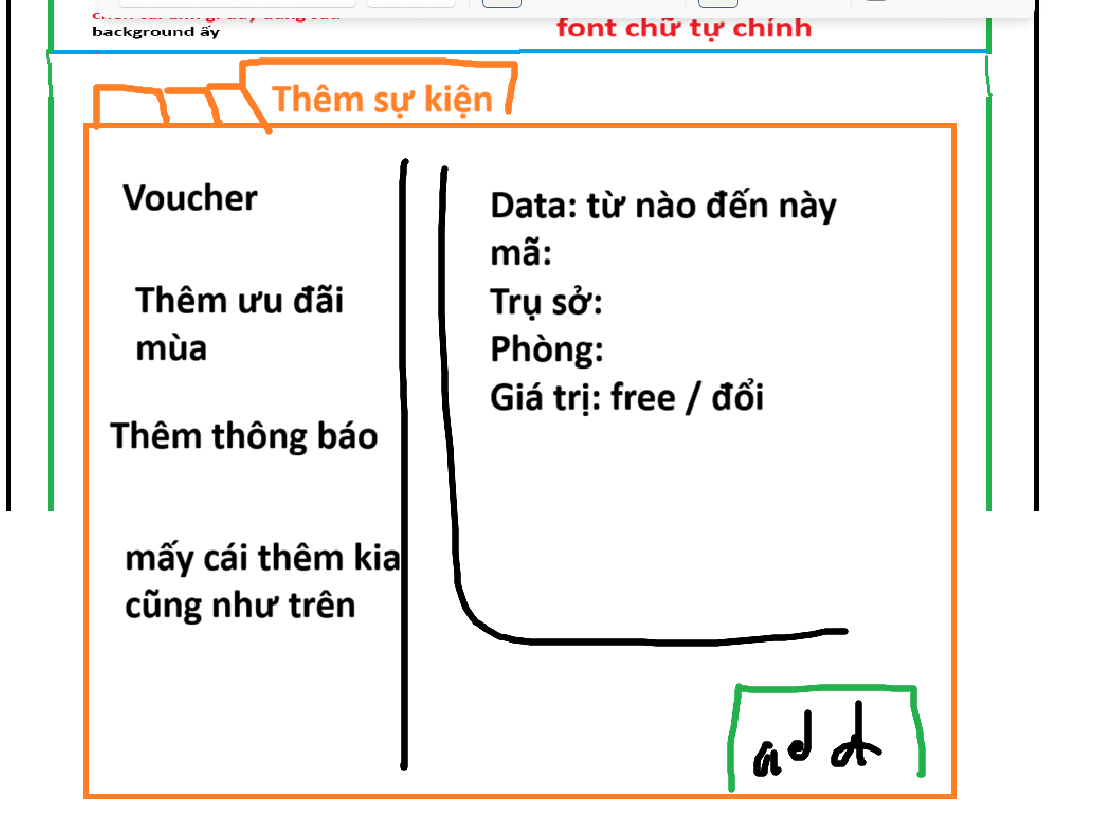 background ấy
font chữ tự chính
Thêm sự kiện
Voucher
Thêm ưu đãi
mùa
Thêm thông báo
mấy cái thêm kia
cũng như trên
Data: từ nào đến này
mã:
Trụ sở:
Phòng:
Giá trị: free / đổi
add